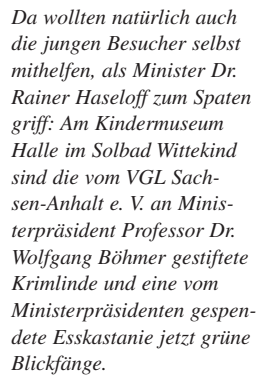 Da wollten natürlich auch
die jungen Besucher selbst
mithelfen, als Minister Dr.
Rainer Haseloff zum Spaten
griff: Am Kindermuseum
Halle im Solbad Wittekind
sind die vom VGL Sach-
sen-Anhalt e. V. an Minis-
terpräsident Professor Dr.
Wolfgang Böhmer gestiftete
Krimlinde und eine vom
Ministerpräsidenten gespen-
dete Esskastanie jetzt grüne
Blickfänge.